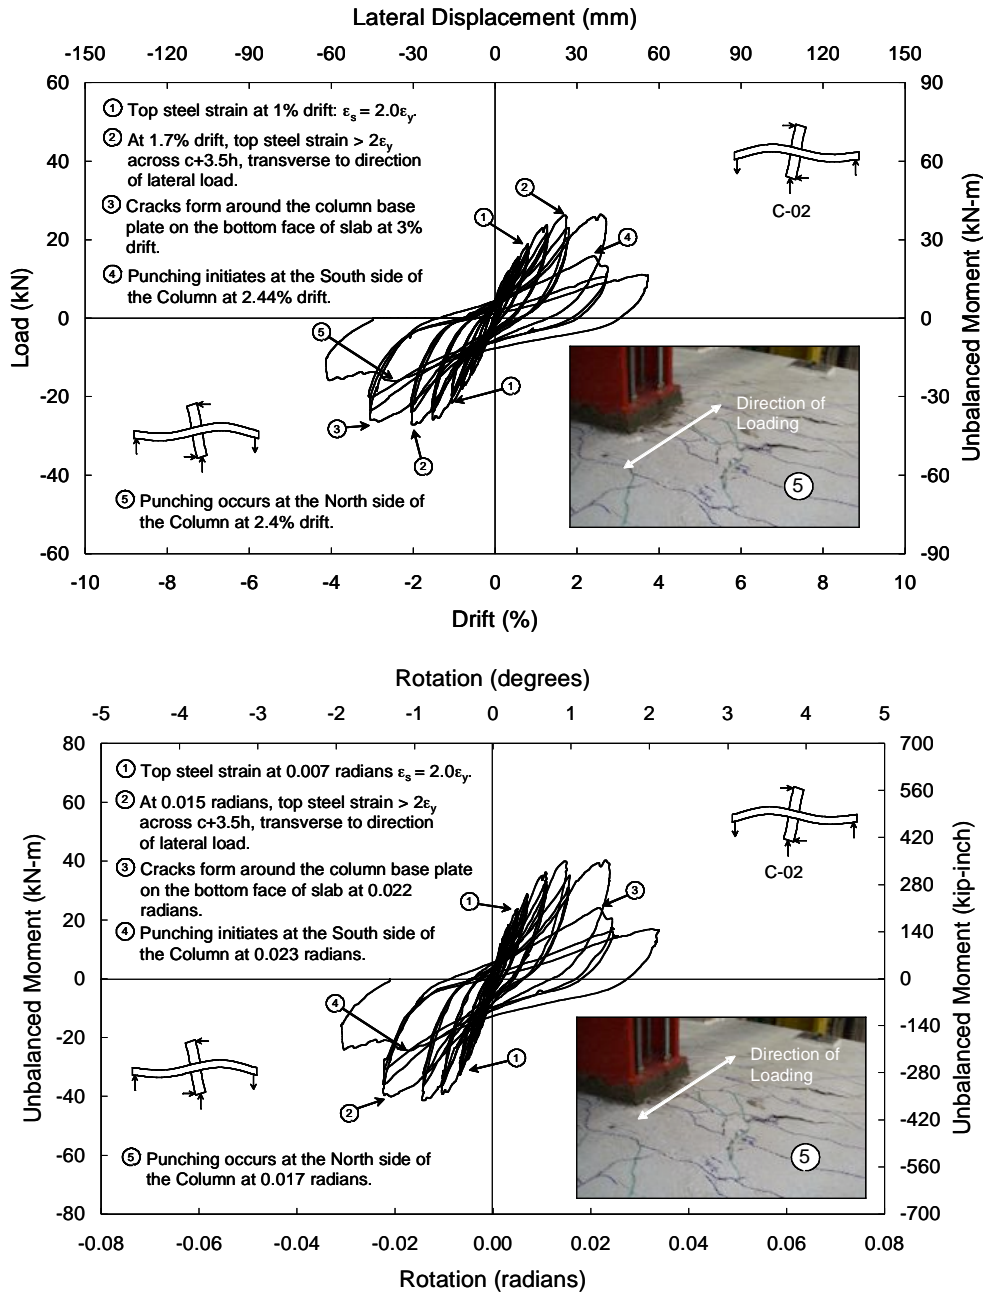 Lateral Displacement (mm)
-150 -120 -90 -60 -30 0 30 60 90 120 150
60 90
① Top steel strain at 1% drift: εs = 2.0εy.
② At 1.7% drift, top steel strain > 2εy
across c+3.5h, transverse to direction
of lateral load.
③ Cracks form around the column base
plate on the bottom face of slab at 3%
drift.
④ Punching initiates at the South side of
the Column at 2.44% drift.
40 60
C-02
②
①
④
20 30
Load (kN)
Unbalanced Moment (kN-m)
0 0
⑤
①
-20 -30
③
②
Direction of
Loading
⑤
-40 -60
⑤ Punching occurs at the North side of
the Column at 2.4% drift.
-60 -90
-10 -8 -6 -4 -2 0 2 4 6 8 10
Drift (%)
Rotation (degrees)
-5 -4 -3 -2 -1 0 1 2 3 4 5
80 700
① Top steel strain at 0.007 radians εs = 2.0εy.
② At 0.015 radians, top steel strain > 2εy
across c+3.5h, transverse to direction
of lateral load.
③ Cracks form around the column base plate
on the bottom face of slab at 0.022
radians.
④ Punching initiates at the South side of
the Column at 0.023 radians.
60 560
420
C-02
40 280
①
③
20 140
Unbalanced Moment (kN-m)
Unbalanced Moment (kip-inch)
0 0
④
-140
-20
①
-280
②
-40 -420
Direction of
Loading
⑤
⑤ Punching occurs at the North side of
the Column at 0.017 radians.
-60 -560
-80 -700
-0.08 -0.06 -0.04 -0.02 0.00 0.02 0.04 0.06 0.08
Rotation (radians)